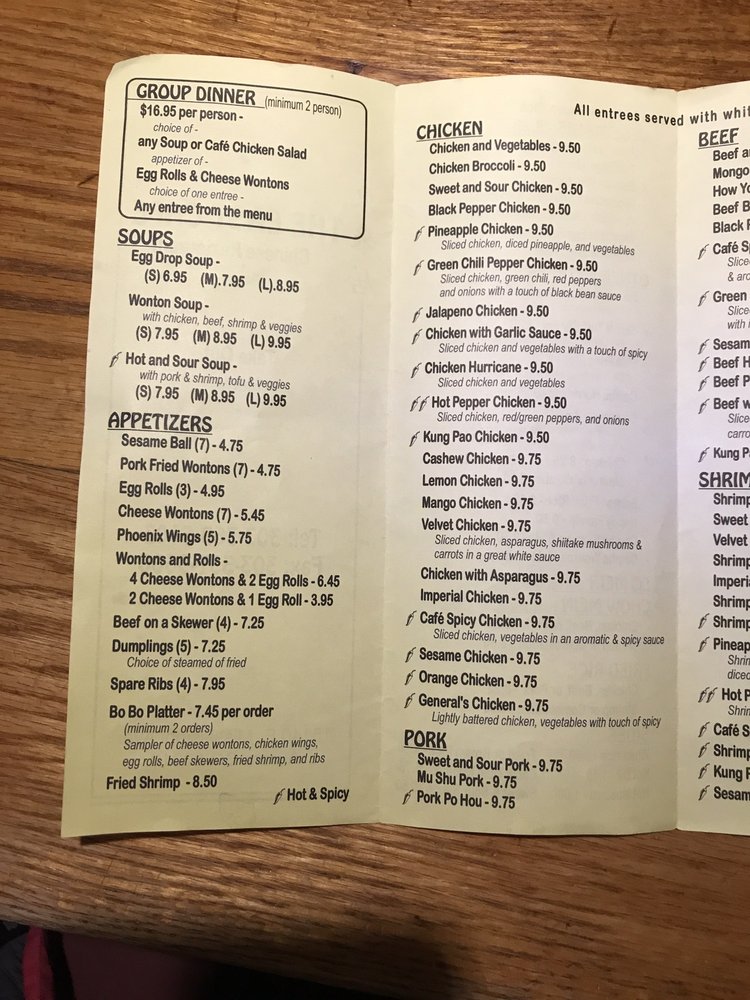 GROUP DINNER (minimum 2 person)
$16.95 per person -
choice of -
any Soup or Café Chicken Salad
appetizer of -
Egg Rolls & Cheese Wontons
choice of one entree -
Any entree from the menu
SOUPS
Egg Drop Soup -
(S) 6.95 (M).7.95 (L).8.95
Wonton Soup -
with chicken, beef, shrimp & veggies
(S) 7.95 (M) 8.95 (L) 9.95
Hot and Sour Soup -
with pork & shrimp, tofu & veggies
(S) 7.95 (M) 8.95 (L) 9.95
APPETIZERS
Sesame Ball (7) - 4.75
Pork Fried Wontons (7) - 4.75
Egg Rolls (3) - 4.95
Cheese Wontons (7) - 5.45
Phoenix Wings (5) - 5.75
Wontons and Rolls -
4 Cheese Wontons & 2 Egg Rolls - 6.45
2 Cheese Wontons & 1 Egg Roll - 3.95
Beef on a Skewer (4) - 7.25
Dumplings (5) - 7.25
Choice of steamed of fried
Spare Ribs (4) - 7.95
Bo Bo Platter - 7.45 per order
(minimum 2 orders)
Sampler of cheese wontons, chicken wings,
egg rolls, beef skewers, fried shrimp, and ribs
Fried Shrimp - 8.50
Hot & Spicy
All entrees served with whit
CHICKEN
Chicken and Vegetables - 9.50
Chicken Broccoli - 9.50
Sweet and Sour Chicken - 9.50
Black Pepper Chicken - 9.50
Pineapple Chicken - 9.50
Sliced chicken, diced pineapple, and vegetables
Green Chili Pepper Chicken - 9.50
Sliced chicken, green chili, red peppers
and onions with a touch of black bean sauce
Jalapeno Chicken - 9.50
Chicken with Garlic Sauce - 9.50
Sliced chicken and vegetables with a touch of spicy
Chicken Hurricane - 9.50
Sliced chicken and vegetables
Hot Pepper Chicken - 9.50
Sliced chicken, red/green peppers, and onions
Kung Pao Chicken - 9.50
Cashew Chicken - 9.75
Lemon Chicken - 9.75
Mango Chicken - 9.75
Velvet Chicken - 9.75
Sliced chicken, asparagus, shiitake mushrooms &
carrots in a great white sauce
Chicken with Asparagus - 9.75
Imperial Chicken - 9.75
Café Spicy Chicken - 9.75
Sliced chicken, vegetables in an aromatic & spicy sauce
Sesame Chicken - 9.75
Orange Chicken - 9.75
General's Chicken - 9.75
Lightly battered chicken, vegetables with touch of spicy
PORK
Sweet and Sour Pork - 9.75
Mu Shu Pork - 9.75
Pork Po Hou - 9.75
BEEF
Beef a
Mongo
How Yo
Beef B
Black P
Café S
Slice
& aro
Green
Slice
with
Sesam
Beef H
Beef P
Beef w
Slice
carro
Kung P
SHRIM
Shrimp
Sweet
Velvet
Shrimp
Imperia
Shrimp
Shrimp
Pineap
Shrin
diced
Hot P
Shrin
Café S
Shrimp
Kung P
Sesam